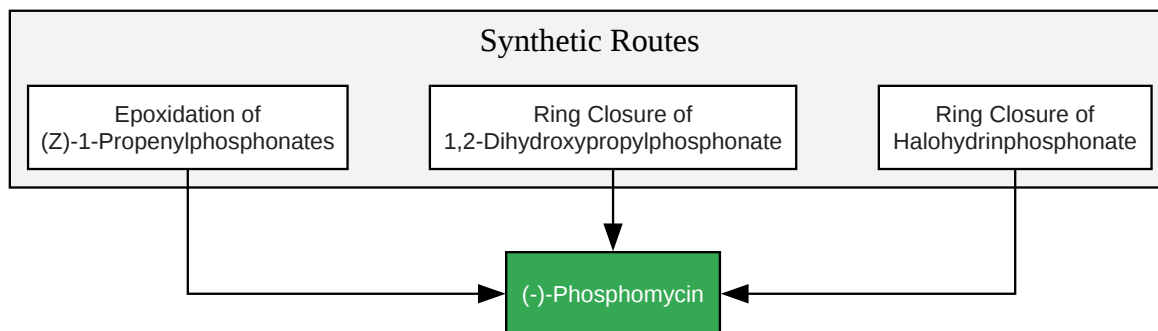 Synthetic Routes
Epoxidation of
(Z)-1-Propenylphosphonates
Ring Closure of
1,2-Dihydroxypropylphosphonate
Ring Closure of
Halohydrinphosphonate
(-)-Phosphomycin